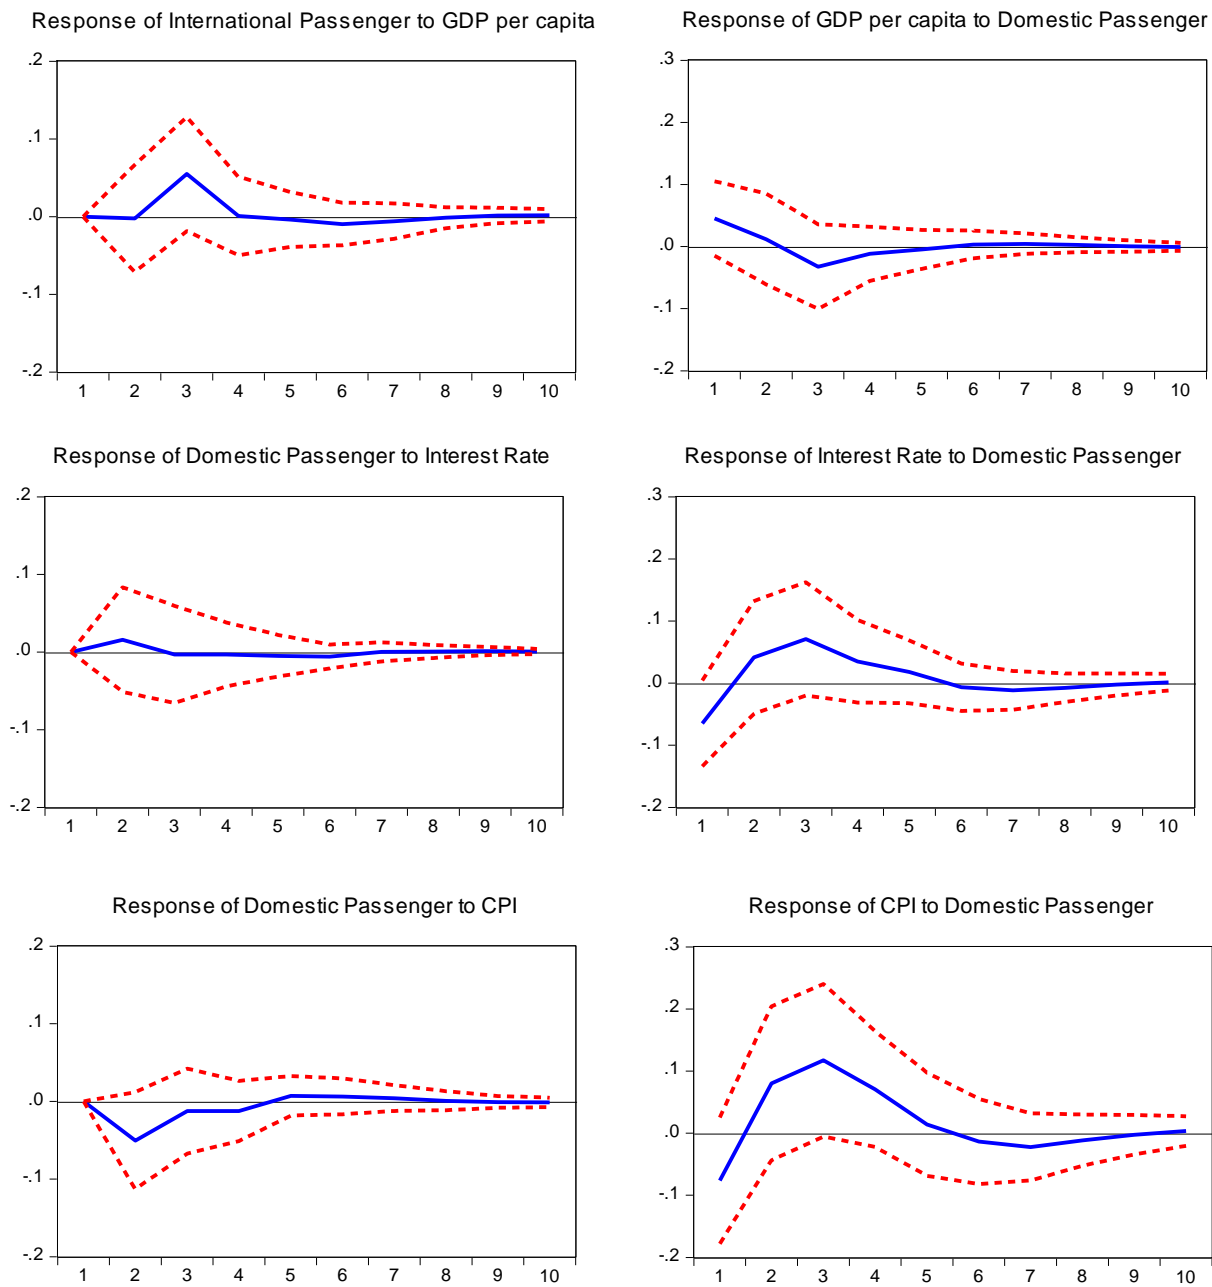 Response of International Passenger to GDP per capita
.2
.1
.0
-.1
-.2
1 2 3 4 5 6 7 8 9 10
Response of GDP per capita to Domestic Passenger
.3
.2
.1
.0
-.1
-.2
1 2 3 4 5 6 7 8 9 10
Response of Domestic Passenger to Interest Rate
.2
.1
.0
-.1
-.2
1 2 3 4 5 6 7 8 9 10
Response of Interest Rate to Domestic Passenger
.3
.2
.1
.0
-.1
-.2
1 2 3 4 5 6 7 8 9 10
Response of Domestic Passenger to CPI
.2
.1
.0
-.1
-.2
1 2 3 4 5 6 7 8 9 10
Response of CPI to Domestic Passenger
.3
.2
.1
.0
-.1
-.2
1 2 3 4 5 6 7 8 9 10